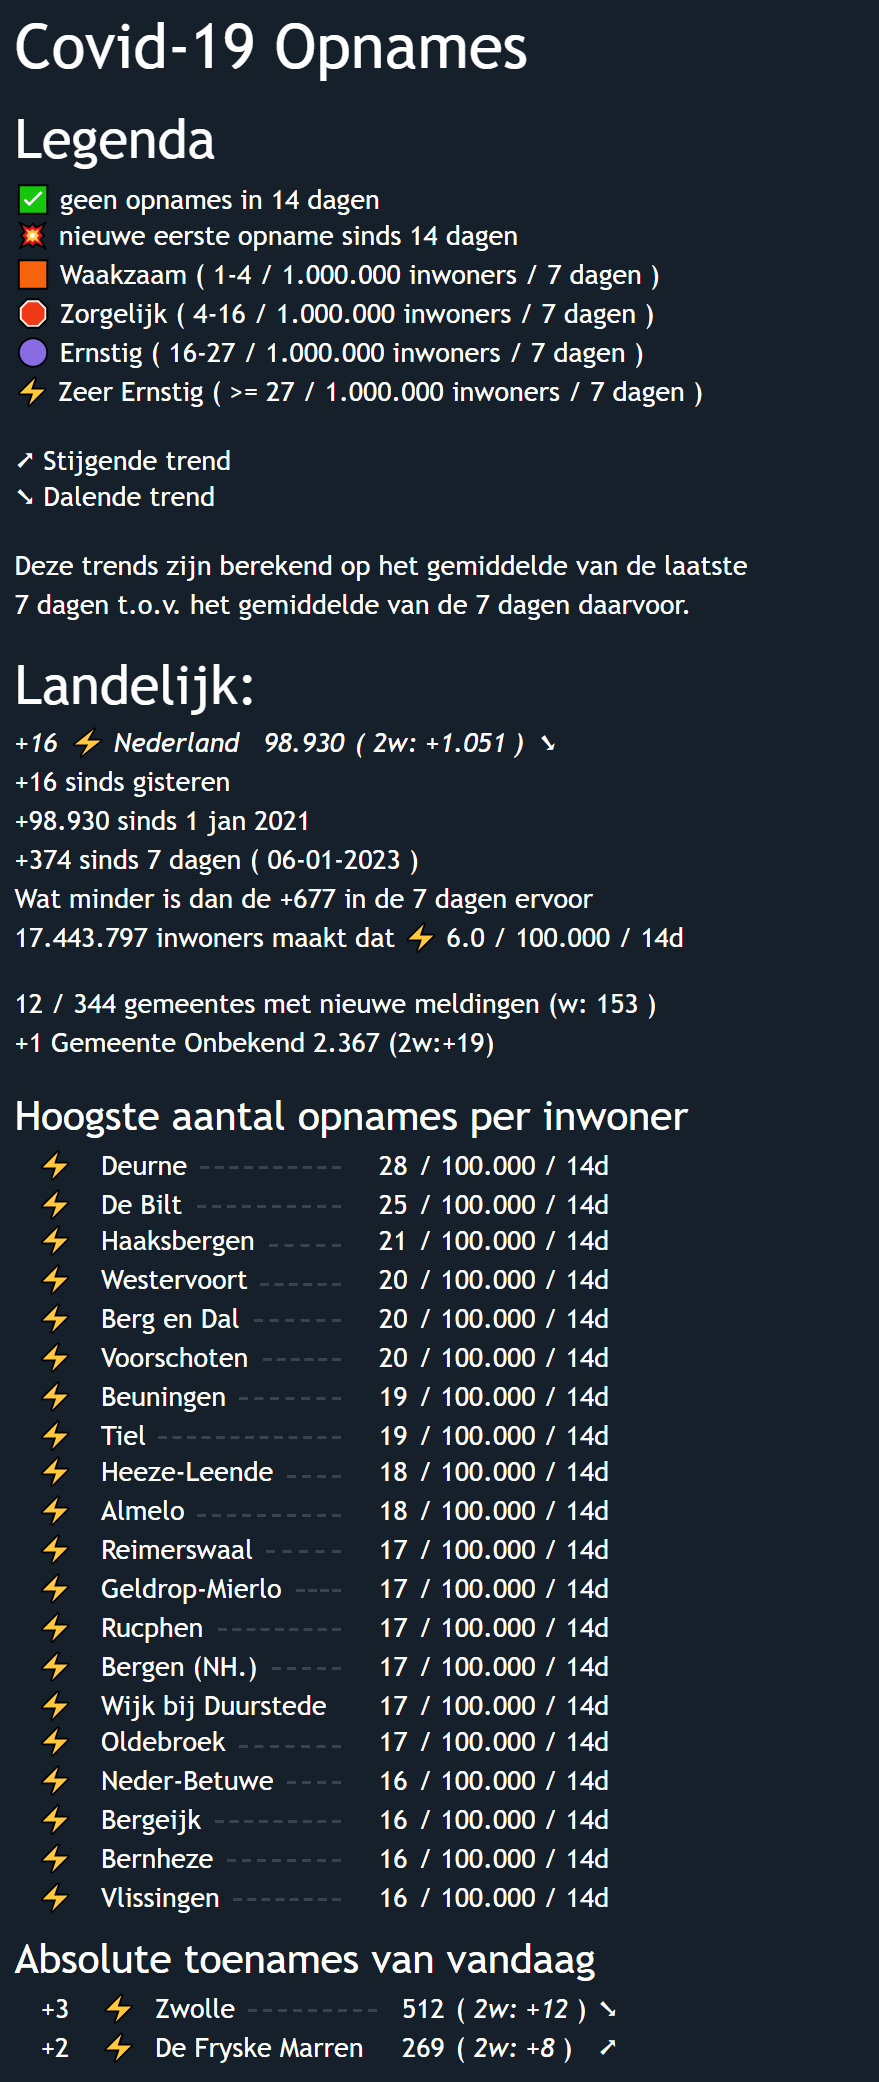 Covid-19 Opnames
Legenda
✅ geen opnames in 14 dagen
💥 nieuwe eerste opname sinds 14 dagen
🟧 Waakzaam ( 1-4 / 1.000.000 inwoners / 7 dagen )
🛑 Zorgelijk ( 4-16 / 1.000.000 inwoners / 7 dagen )
🟣 Ernstig ( 16-27 / 1.000.000 inwoners / 7 dagen )
⚡ Zeer Ernstig ( >= 27 / 1.000.000 inwoners / 7 dagen )
➚ Stijgende trend
➘ Dalende trend
Deze trends zijn berekend op het gemiddelde van de laatste
7 dagen t.o.v. het gemiddelde van de 7 dagen daarvoor.
Landelijk:
+16 ⚡ Nederland 98.930 ( 2w: +1.051 ) ➘
+16 sinds gisteren
+98.930 sinds 1 jan 2021
+374 sinds 7 dagen ( 06-01-2023 )
Wat minder is dan de +677 in de 7 dagen ervoor
17.443.797 inwoners maakt dat ⚡ 6.0 / 100.000 / 14d
12 / 344 gemeentes met nieuwe meldingen (w: 153 )
+1 Gemeente Onbekend 2.367 (2w:+19)
Hoogste aantal opnames per inwoner
⚡ Deurne ---------- 28 / 100.000 / 14d
⚡ De Bilt ---------- 25 / 100.000 / 14d
⚡ Haaksbergen ----- 21 / 100.000 / 14d
⚡ Westervoort ------ 20 / 100.000 / 14d
⚡ Berg en Dal ------ 20 / 100.000 / 14d
⚡ Voorschoten ------ 20 / 100.000 / 14d
⚡ Beuningen ------- 19 / 100.000 / 14d
⚡ Tiel ------------- 19 / 100.000 / 14d
⚡ Heeze-Leende ---- 18 / 100.000 / 14d
⚡ Almelo ---------- 18 / 100.000 / 14d
⚡ Reimerswaal ----- 17 / 100.000 / 14d
⚡ Geldrop-Mierlo ---- 17 / 100.000 / 14d
⚡ Rucphen --------- 17 / 100.000 / 14d
⚡ Bergen (NH.) ----- 17 / 100.000 / 14d
⚡ Wijk bij Duurstede 17 / 100.000 / 14d
⚡ Oldebroek ------- 17 / 100.000 / 14d
⚡ Neder-Betuwe ---- 16 / 100.000 / 14d
⚡ Bergeijk --------- 16 / 100.000 / 14d
⚡ Bernheze -------- 16 / 100.000 / 14d
⚡ Vlissingen -------- 16 / 100.000 / 14d
Absolute toenames van vandaag
+3 ⚡ Zwolle --------- 512 ( 2w: +12 ) ➘
+2 ⚡ De Fryske Marren 269 ( 2w: +8 ) ➚